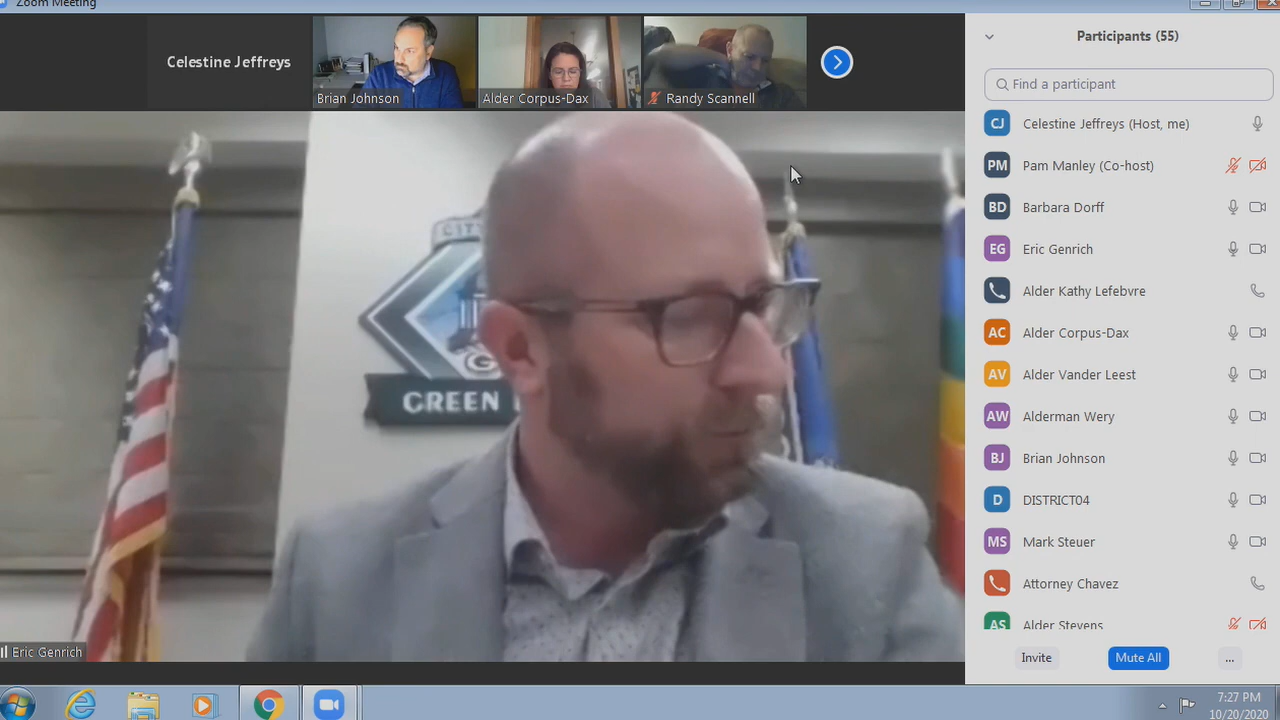 Zoom Meeting
Celestine Jeffreys
Brian Johnson
Alder Corpus-Dax
Randy Scannell
CITY
G
GREEN
Eric Genrich
Participants (55)
Find a participant
CJ Celestine Jeffreys (Host, me)
PM Pam Manley (Co-host)
BD Barbara Dorff
EG Eric Genrich
Alder Kathy Lefebvre
AC Alder Corpus-Dax
AV Alder Vander Leest
AW Alderman Wery
BJ Brian Johnson
D DISTRICT04
MS Mark Steuer
Attorney Chavez
AS Alder Stevens
Invite
Mute All
...
7:27 PM
10/20/2020